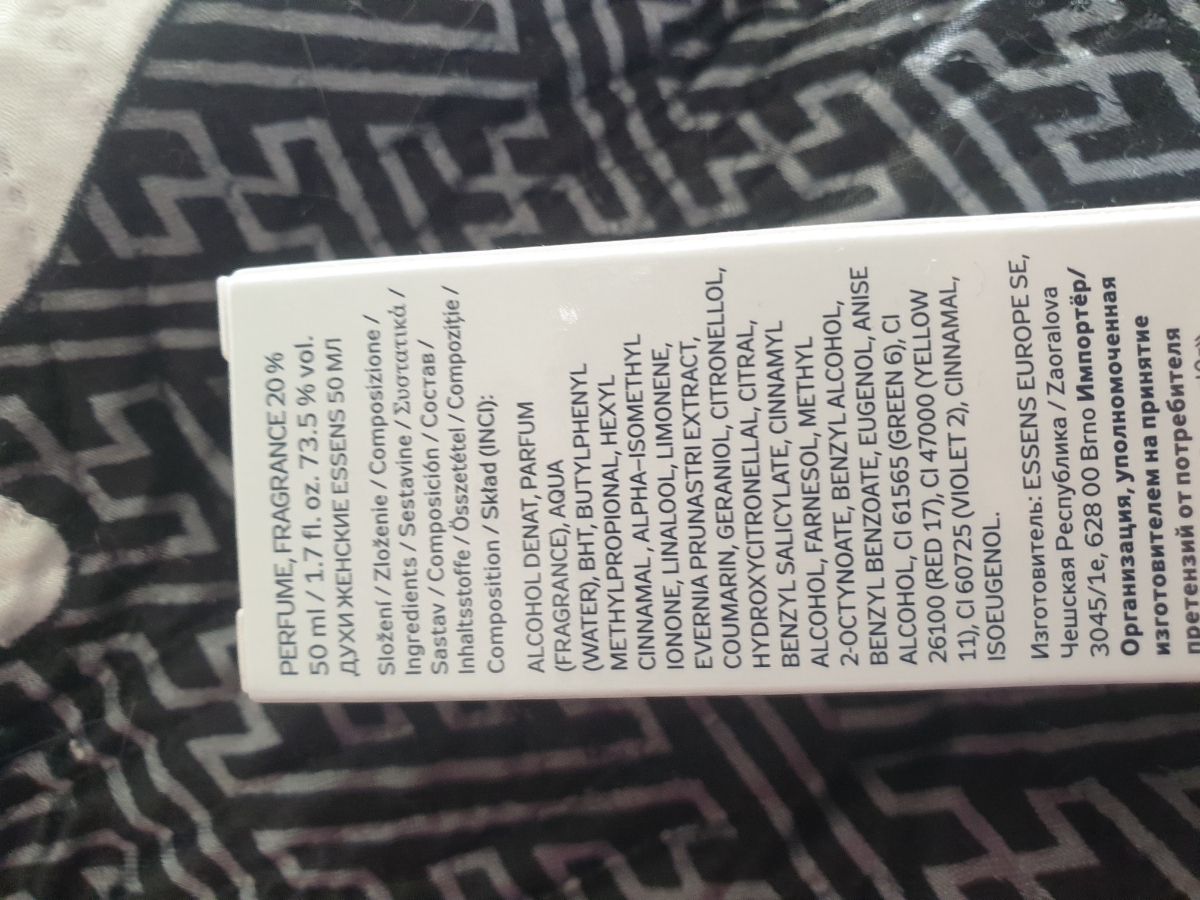 PERFUME, FRAGRANCE 20 %
50 ml / 1.7 fl. oz. 73.5 % vol.
ДУХИ ЖЕНСКИЕ ESSENS 50 МЛ
Složení / Zloženie / Composizione /
Ingredients / Sestavine / Συστατικά /
Sastav / Composición / Состав /
Inhaltsstoffe / Összetétel / Compoziţie /
Composition / Skład (INCI):
ALCOHOL DENAT, PARFUM
(FRAGRANCE), AQUA
(WATER), BHT, BUTYLPHENYL
METHYLPROPIONAL, HEXYL
CINNAMAL, ALPHA-ISOMETHYL
IONONE, LINALOOL, LIMONENE,
EVERNIA PRUNASTRI EXTRACT,
COUMARIN, GERANIOL, CITRONELLOL,
HYDROXYCITRONELLAL, CITRAL,
BENZYL SALICYLATE, CINNAMYL
ALCOHOL, FARNESOL, METHYL
2-OCTYNOATE, BENZYL ALCOHOL,
BENZYL BENZOATE, EUGENOL, ANISE
ALCOHOL, CI 61565 (GREEN 6), CI
26100 (RED 17), CI 47000 (YELLOW
11), CI 60725 (VIOLET 2), CINNAMAL,
ISOEUGENOL.
Изготовитель: ESSENS EUROPE SE,
Чешская Республика / Zaoralova
3045/1e, 628 00 Brno Импортёр/
Организация, уполномоченная
изготовителем на принятие
претензий от потребителя